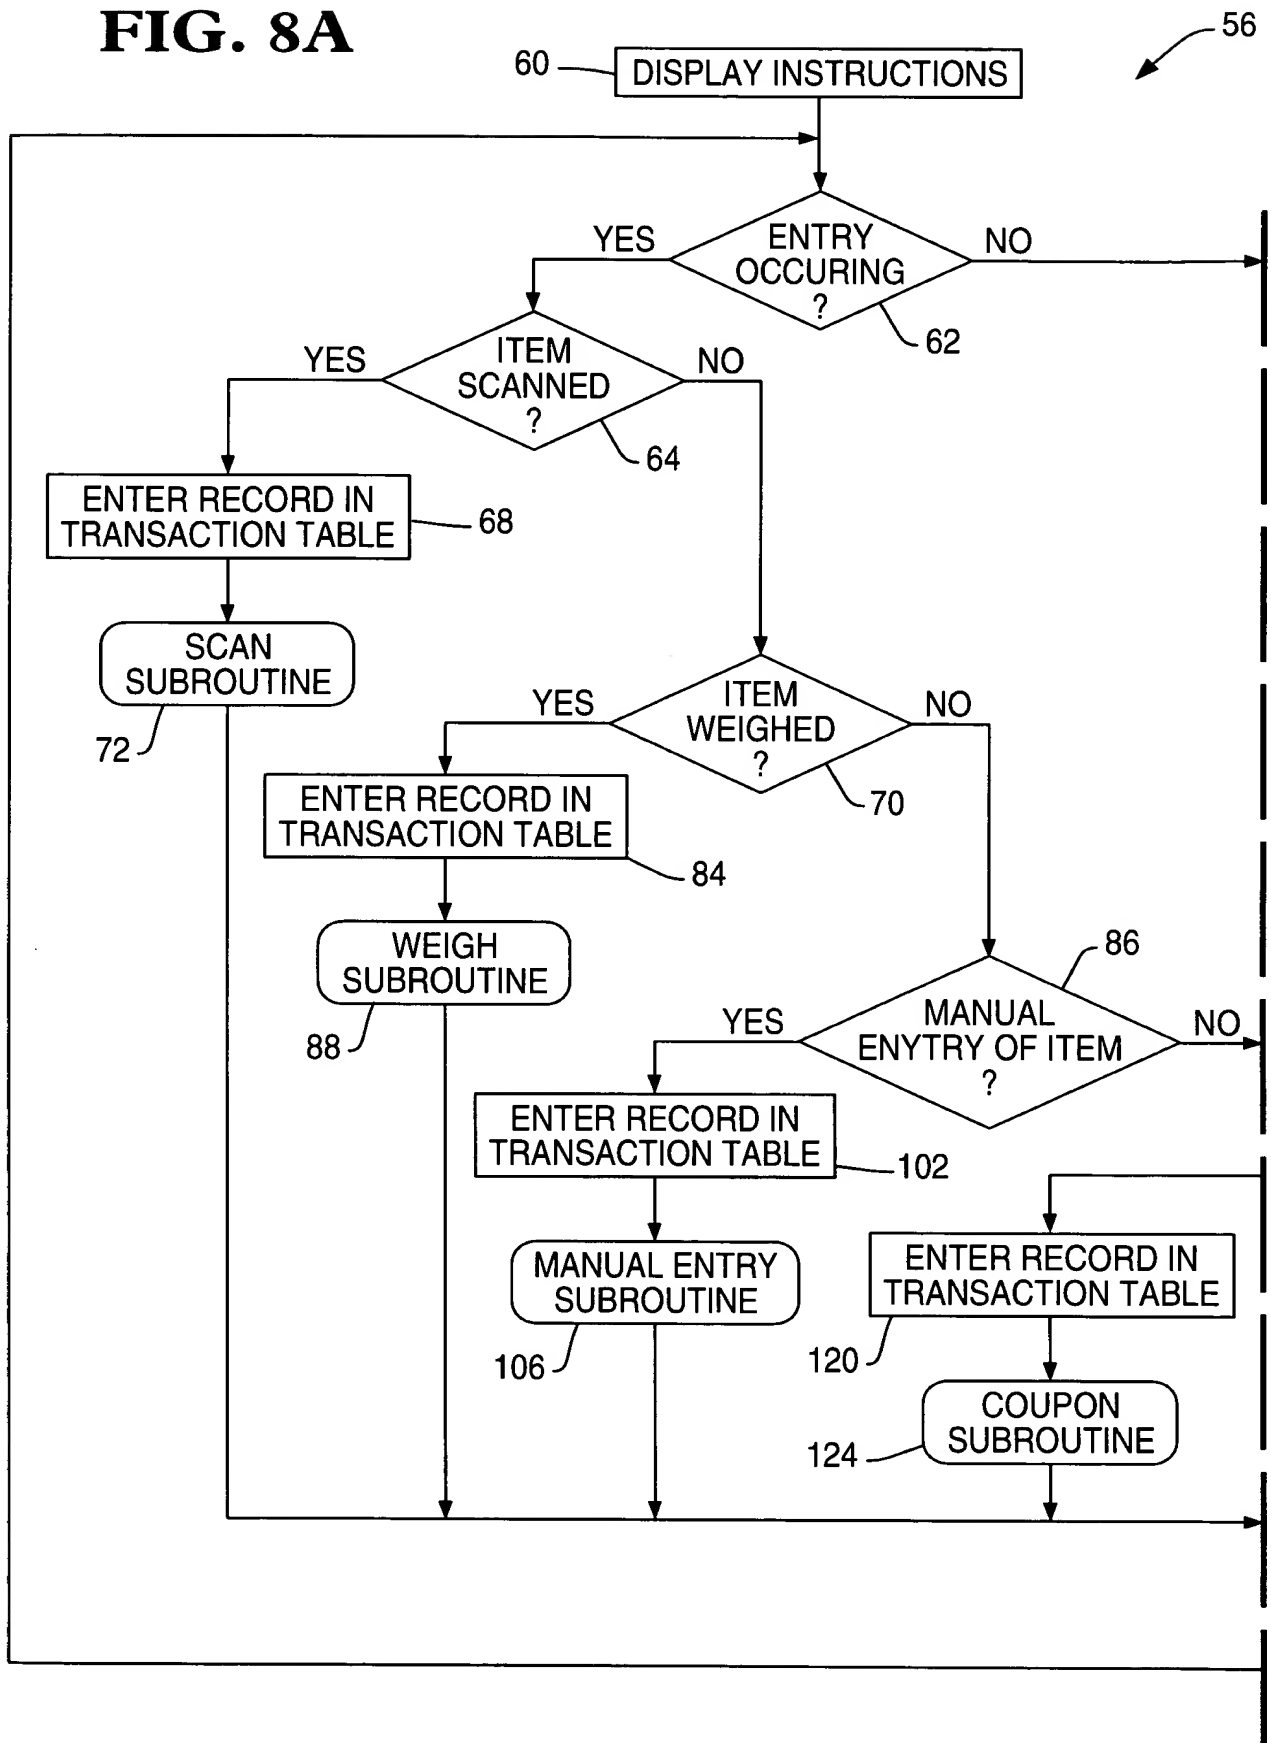 FIG. 8A
56
60
DISPLAY INSTRUCTIONS
YES
ENTRY
OCCURING
?
NO
62
YES
ITEM
SCANNED
?
NO
64
ENTER RECORD IN
TRANSACTION TABLE
68
SCAN
SUBROUTINE
72
YES
ITEM
WEIGHED
?
NO
70
ENTER RECORD IN
TRANSACTION TABLE
84
WEIGH
SUBROUTINE
88
86
YES
MANUAL
ENYTRY OF ITEM
?
NO
ENTER RECORD IN
TRANSACTION TABLE
102
MANUAL ENTRY
SUBROUTINE
106
ENTER RECORD IN
TRANSACTION TABLE
120
COUPON
SUBROUTINE
124